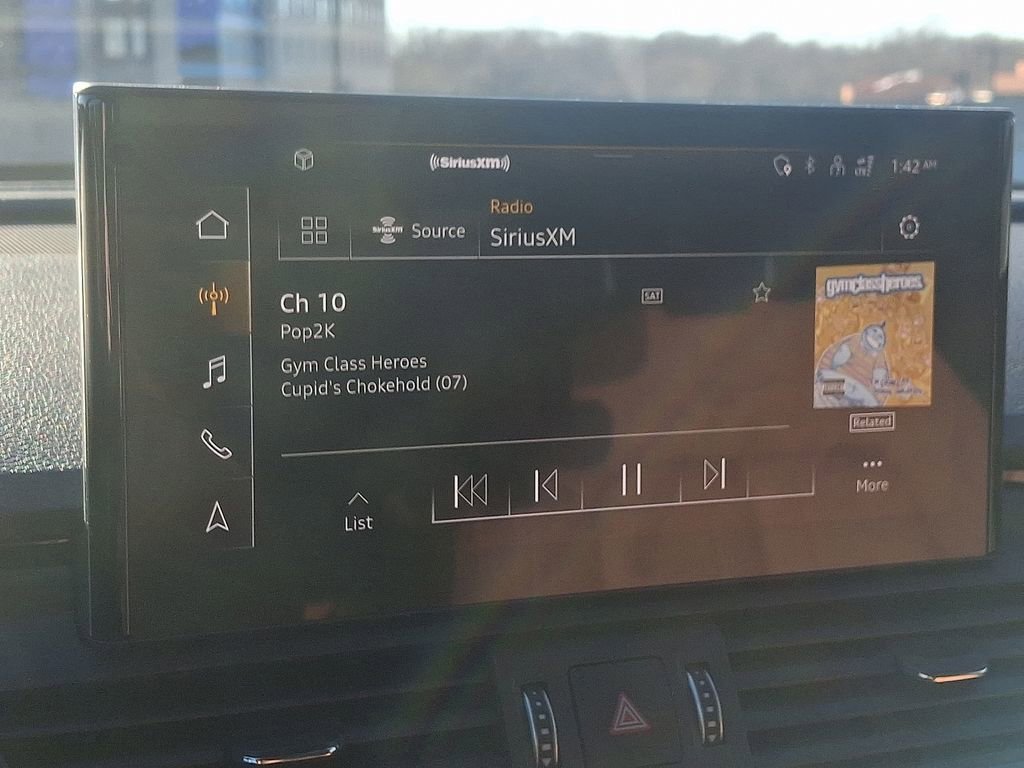 SiriusXM
1:42 AM
Radio
SiriusXM Source
SiriusXM
Ch 10
SAT
Pop2K
Gym Class Heroes
Cupid's Chokehold (07)
gymclassheroes
Related
List
More